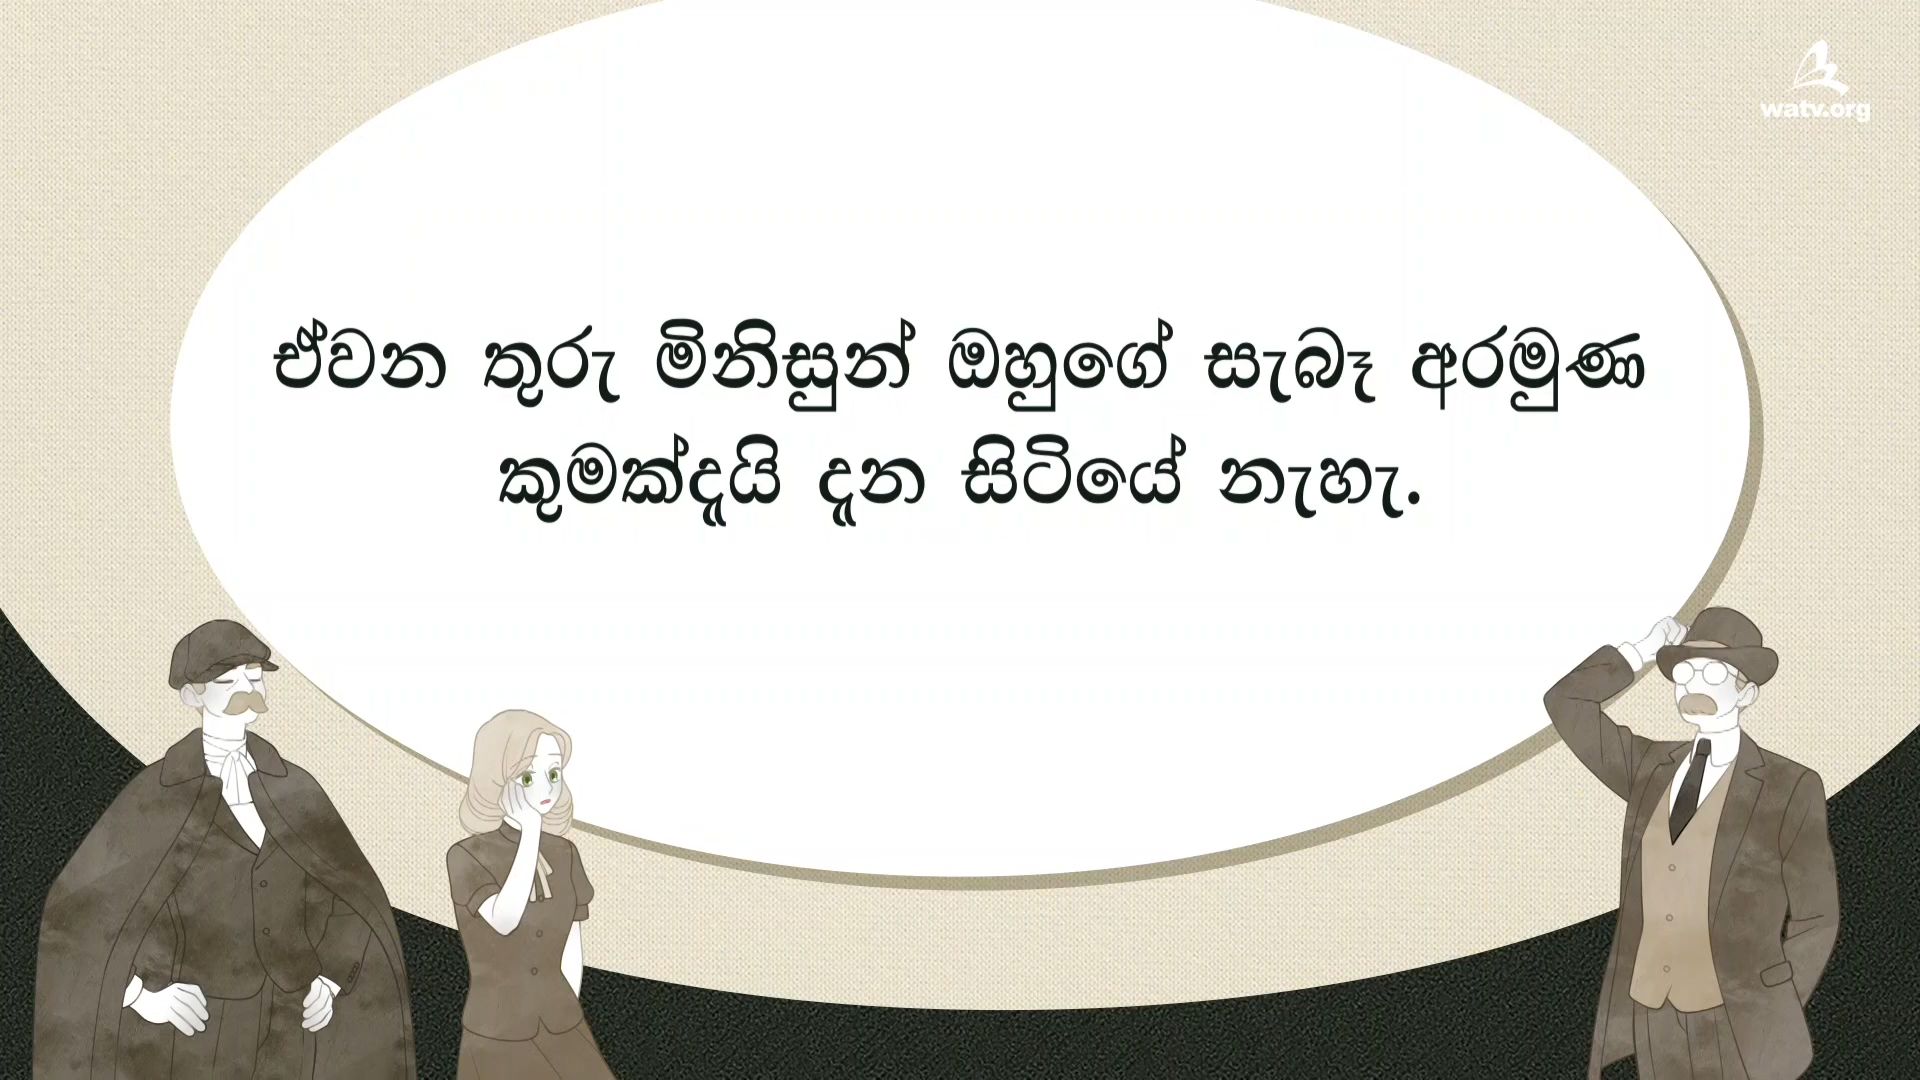 watv.org
ඒවන තුරු මිනිසුන් ඔහුගේ සැබෑ අරමුණ
කුමක්දැයි දැන සිටියේ නැහැ.